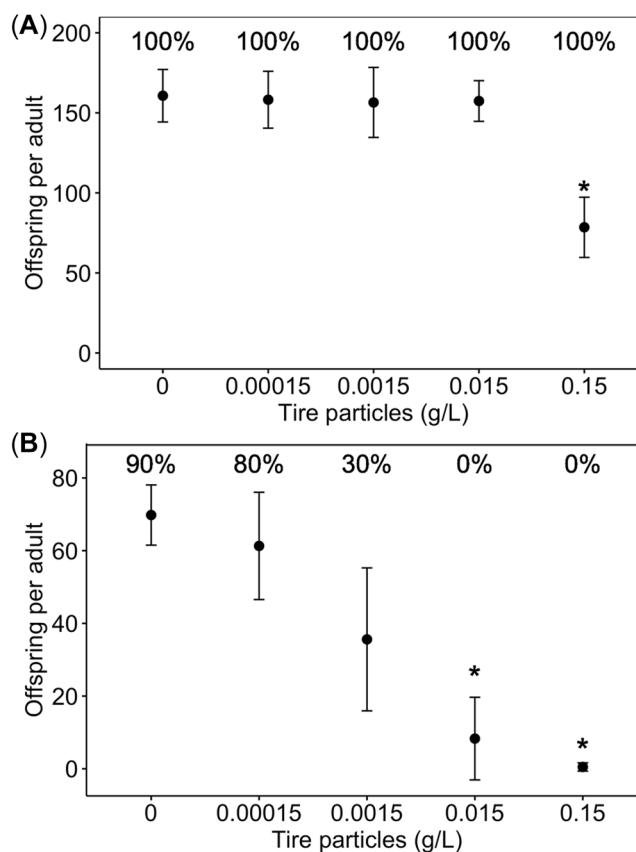 (A)
200
150
100
50
0
Offspring per adult
100% 100% 100% 100% 100%
*
0 0.00015 0.0015 0.015 0.15
Tire particles (g/L)
(B)
80
60
40
20
0
Offspring per adult
90% 80% 30% 0% 0%
*
*
0 0.00015 0.0015 0.015 0.15
Tire particles (g/L)